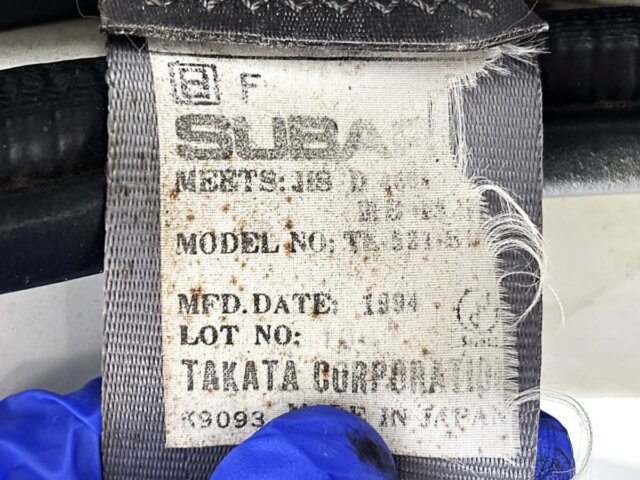 F
SUBA
MEETS: JIS D
MODEL NO:
MFD. DATE: 1994
LOT NO:
TAKATA CORPORATI
K9093 MADE IN JAPAN